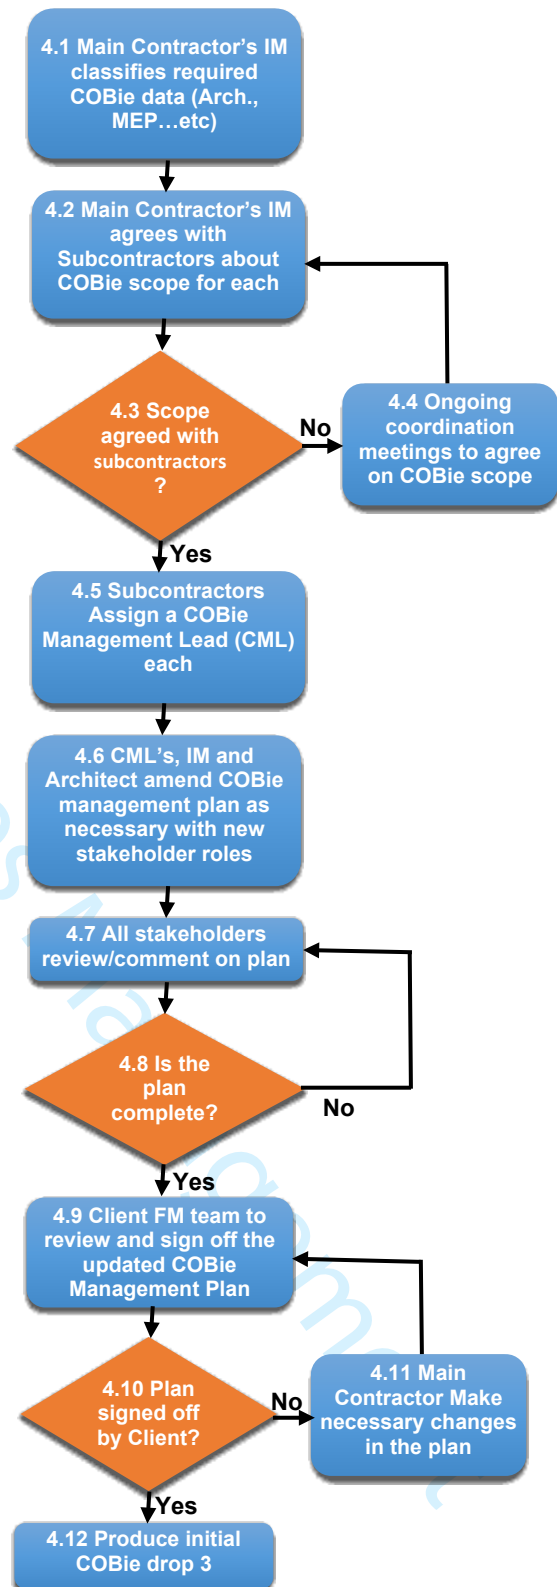 4.1 Main Contractor's IM
classifies required
COBie data (Arch.,
MEP…etc)
4.2 Main Contractor's IM
agrees with
Subcontractors about
COBie scope for each
4.3 Scope
agreed with
subcontractors
?
No
4.4 Ongoing
coordination
meetings to agree
on COBie scope
Yes
4.5 Subcontractors
Assign a COBie
Management Lead (CML)
each
4.6 CML's, IM and
Architect amend COBie
management plan as
necessary with new
stakeholder roles
4.7 All stakeholders
review/comment on plan
4.8 Is the
plan
complete?
No
Yes
4.9 Client FM team to
review and sign off the
updated COBie
Management Plan
4.10 Plan
signed off
by Client?
No
4.11 Main
Contractor Make
necessary changes
in the plan
Yes
4.12 Produce initial
COBie drop 3